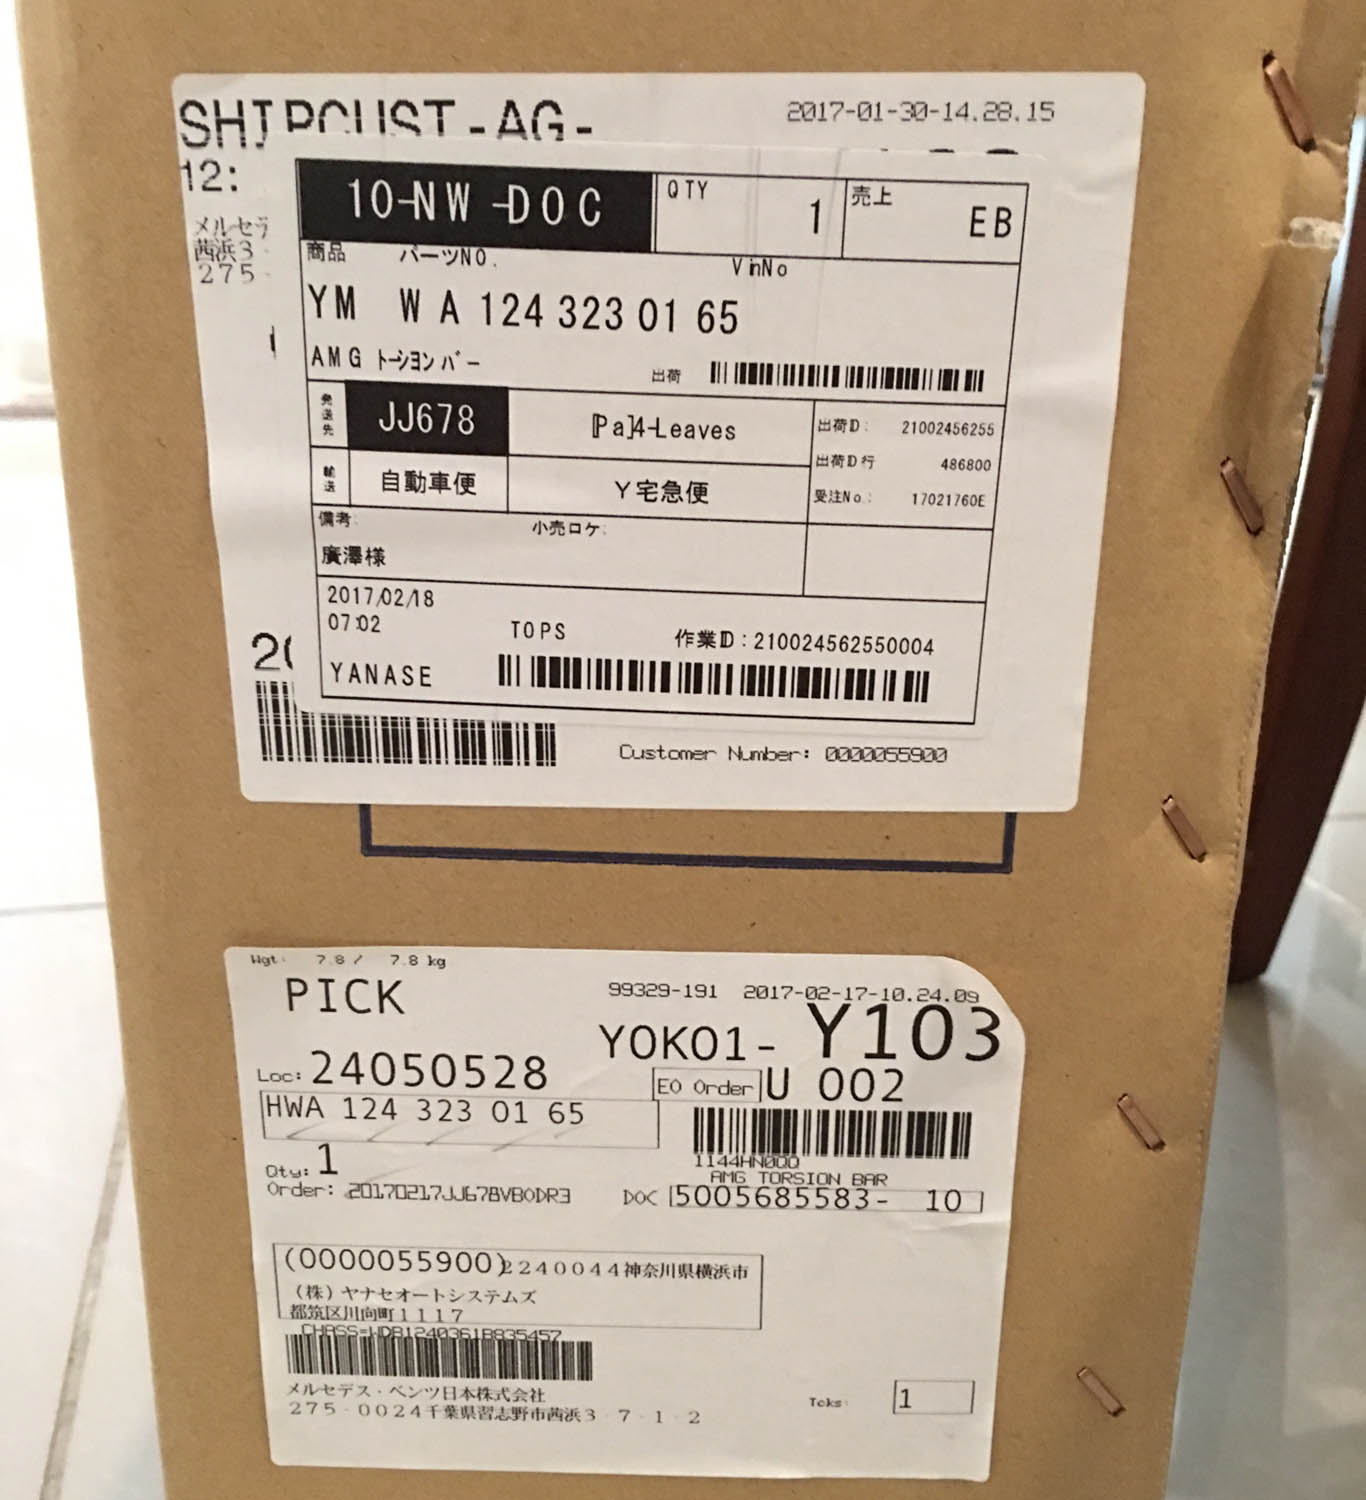 SHIPCUST-AG-
2017-01-30-14.28.15
12:
メルセデ
茜浜3-
275-
10-NW-DOC
QTY
1
売上
EB
商品 パーツNO.
VinNo
YM WA 124 323 01 65
AMG トーションバー
出荷
発送先
JJ678
[Pa]4-Leaves
出荷ID: 21002456255
出荷ID行 486800
受注No.: 17021760E
輸送
自動車便
Y宅急便
備考:
小売ロケ:
廣澤様
2017/02/18
07:02
TOPS
作業ID:210024562550004
YANASE
20
Customer Number: 0000055900
Wgt: 7.8 / 7.8 kg
PICK
99329-191 2017-02-17-10.24.09
YOKO1- Y103
Loc: 24050528
EO Order U 002
HWA 124 323 01 65
1144HN0QQ
Qty: 1
AMG TORSION BAR
Order: 20170217JJ678VBODR3
DOC 5005685583- 10
(0000055900)2240044神奈川県横浜市
(株)ヤナセオートシステムズ
都筑区川向町1117
CHASS=WDB1240361B835457
メルセデス・ベンツ日本株式会社
275-0024千葉県習志野市茜浜3-7-1-2
Tcks: 1